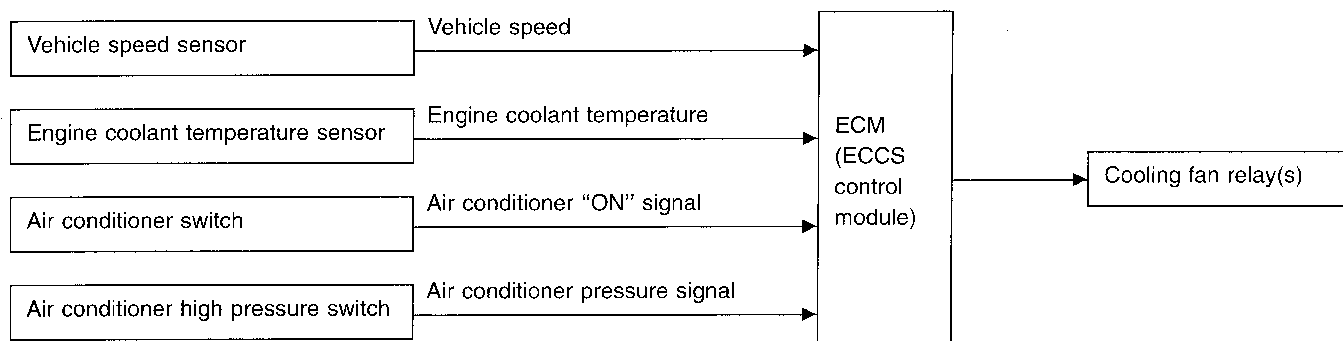 Vehicle speed sensor
Vehicle speed
Engine coolant temperature sensor
Engine coolant temperature
Air conditioner switch
Air conditioner “ON” signal
Air conditioner high pressure switch
Air conditioner pressure signal
ECM
(ECCS
control
module)
Cooling fan relay(s)